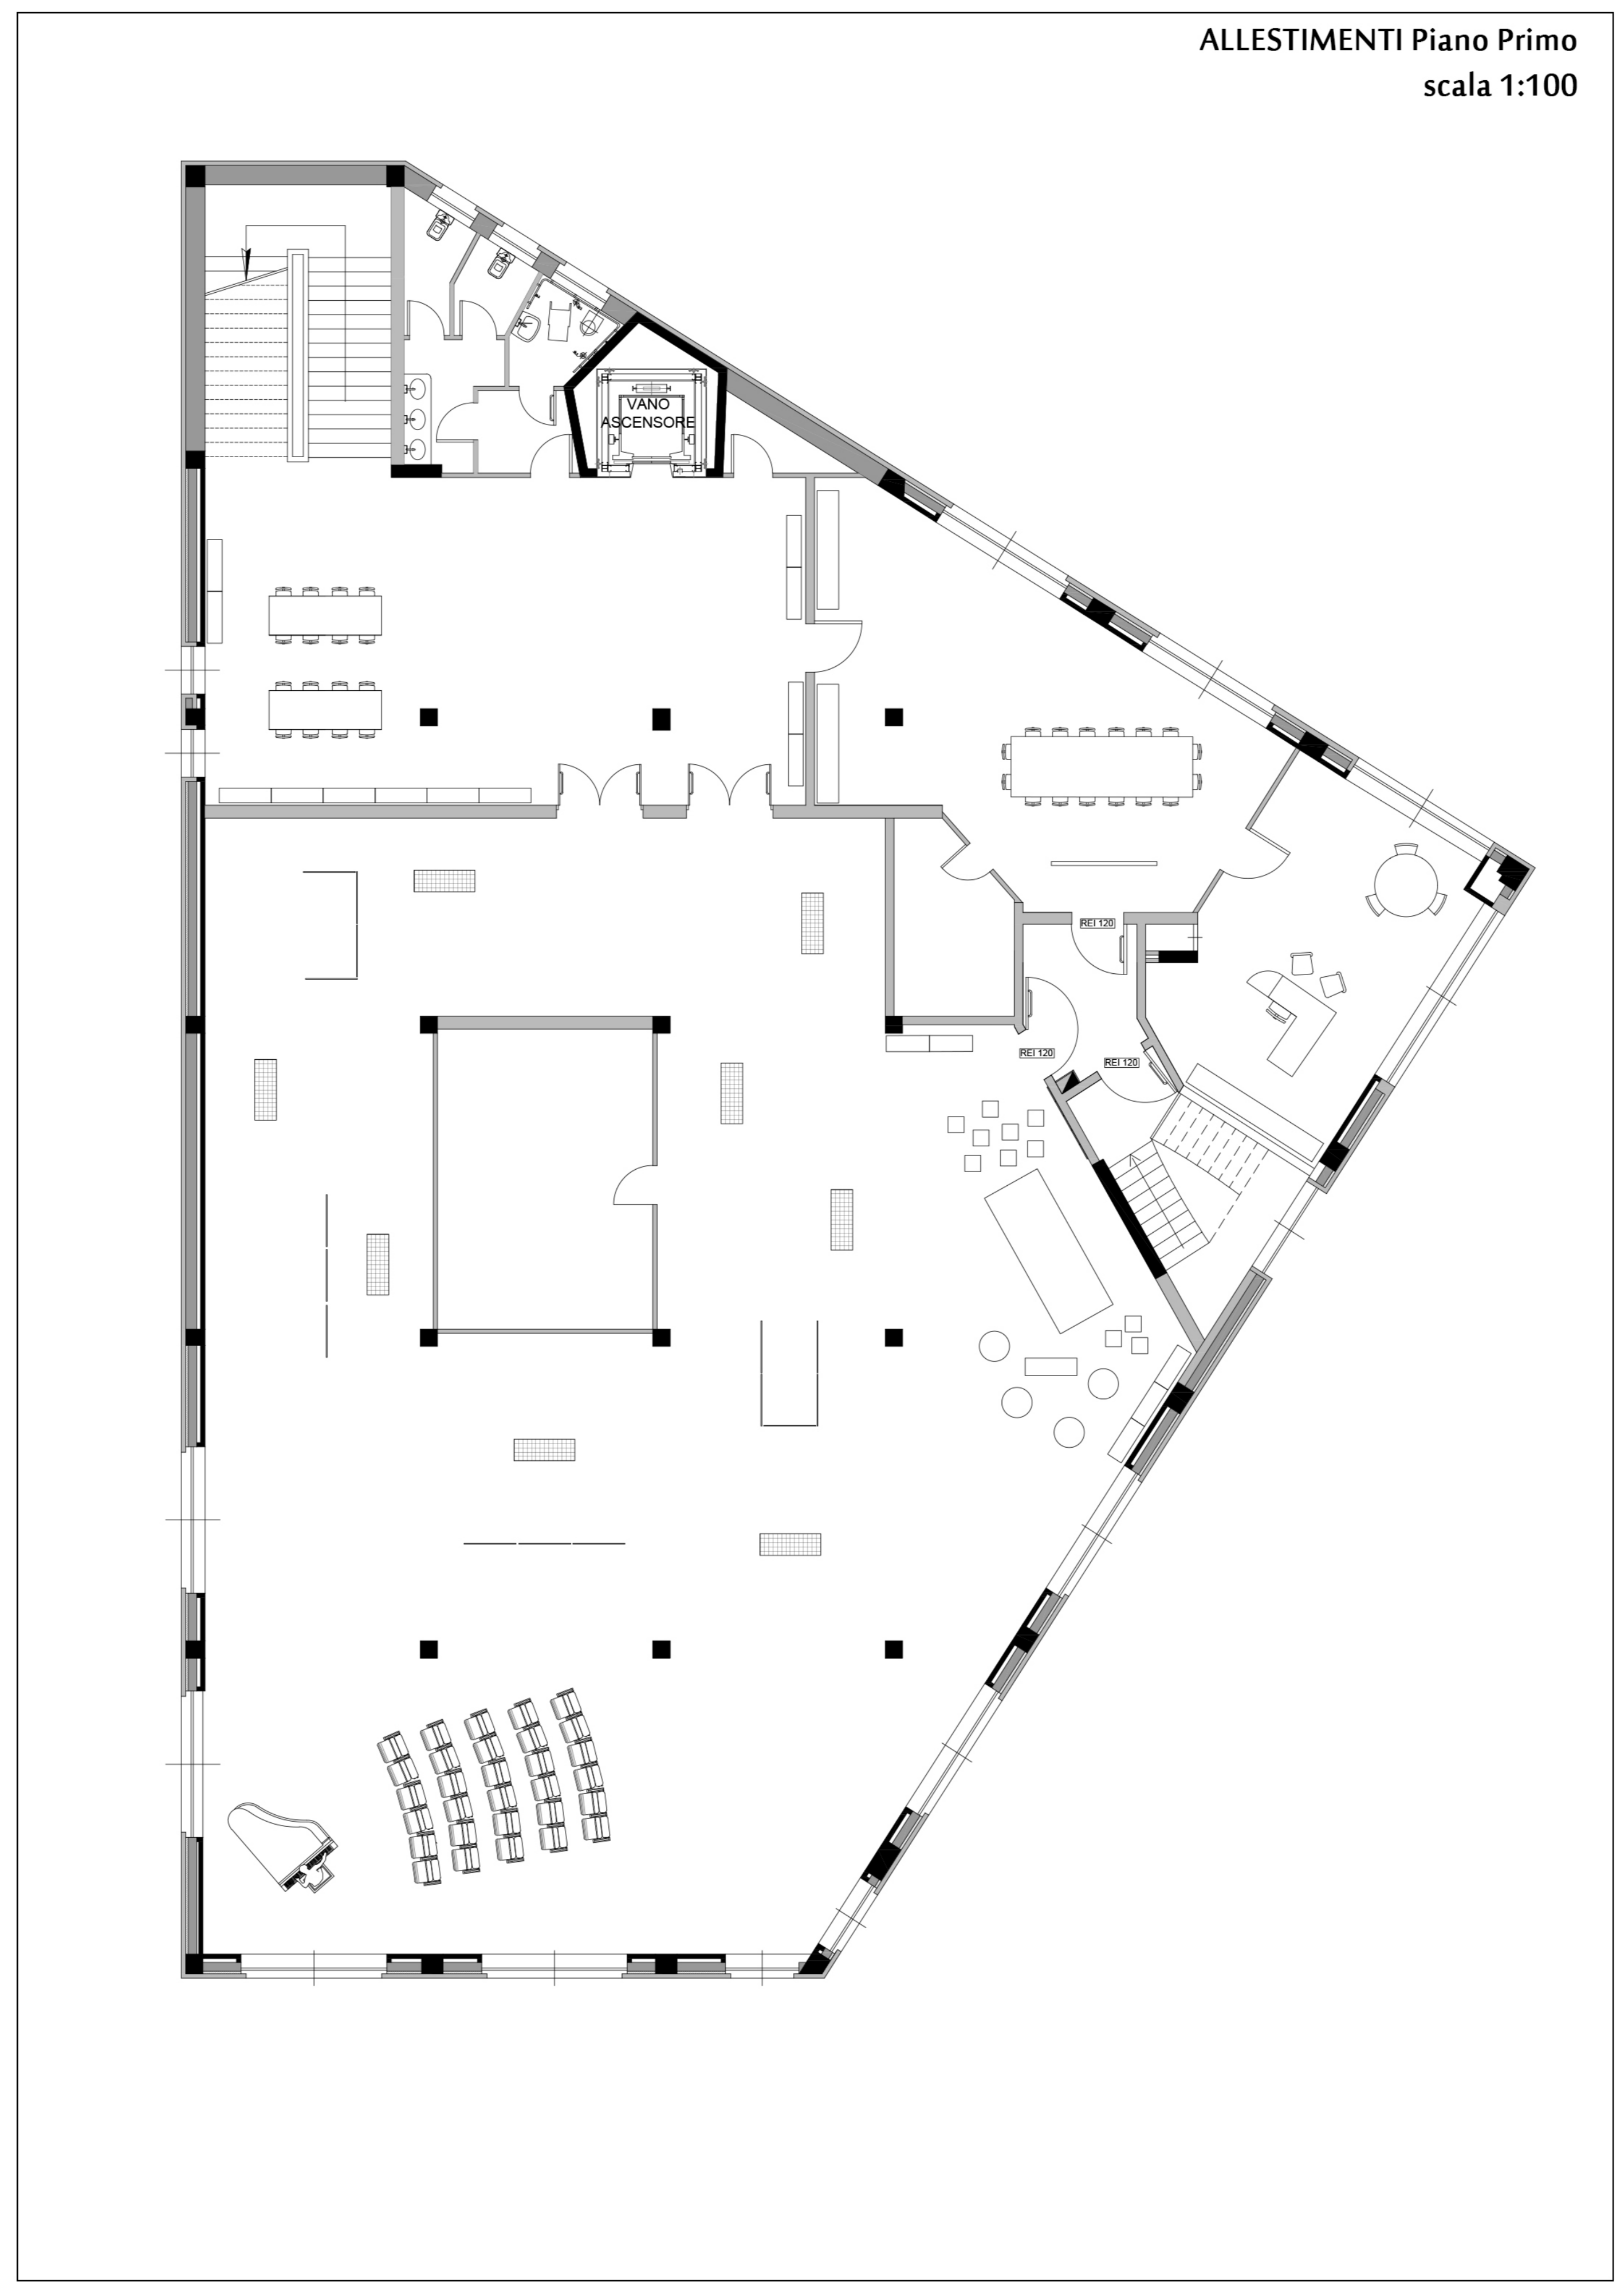 ALLESTIMENTI Piano Primo
scala 1:100
VANO
ASCENSORE
REI 120
REI 120
REI 120